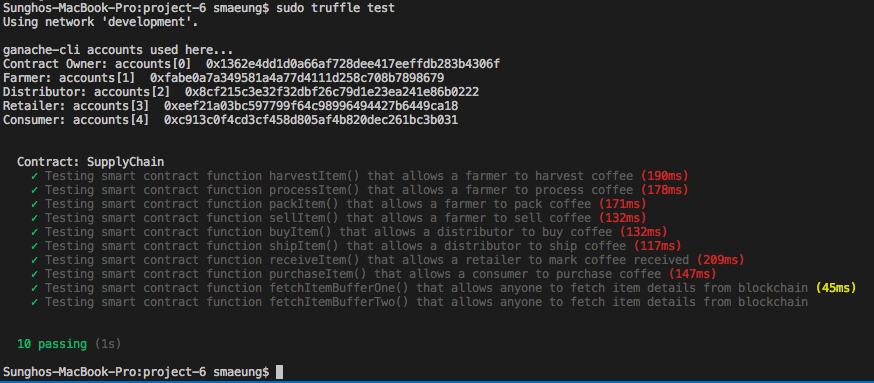 Sunghos-MacBook-Pro:project-6 smaeung$ sudo truffle test
Using network 'development'.
ganache-cli accounts used here...
Contract Owner: accounts[0]  0x1362e4dd1d0a66af728dee417eeffdb283b4306f
Farmer: accounts[1]  0xfabe0a7a349581a4a77d4111d258c708b7898679
Distributor: accounts[2]  0x8cf215c3e32f32dbf26c79d1e23ea241e86b0222
Retailer: accounts[3]  0xeef21a03bc597799f64c98996494427b6449ca18
Consumer: accounts[4]  0xc913c0f4cd3cf458d805af4b820dec261bc3b031
Contract: SupplyChain
✓ Testing smart contract function harvestItem() that allows a farmer to harvest coffee (190ms)
✓ Testing smart contract function processItem() that allows a farmer to process coffee (178ms)
✓ Testing smart contract function packItem() that allows a farmer to pack coffee (171ms)
✓ Testing smart contract function sellItem() that allows a farmer to sell coffee (132ms)
✓ Testing smart contract function buyItem() that allows a distributor to buy coffee (132ms)
✓ Testing smart contract function shipItem() that allows a distributor to ship coffee (117ms)
✓ Testing smart contract function receiveItem() that allows a retailer to mark coffee received (209ms)
✓ Testing smart contract function purchaseItem() that allows a consumer to purchase coffee (147ms)
✓ Testing smart contract function fetchItemBufferOne() that allows anyone to fetch item details from blockchain (45ms)
✓ Testing smart contract function fetchItemBufferTwo() that allows anyone to fetch item details from blockchain
10 passing (1s)
Sunghos-MacBook-Pro:project-6 smaeung$